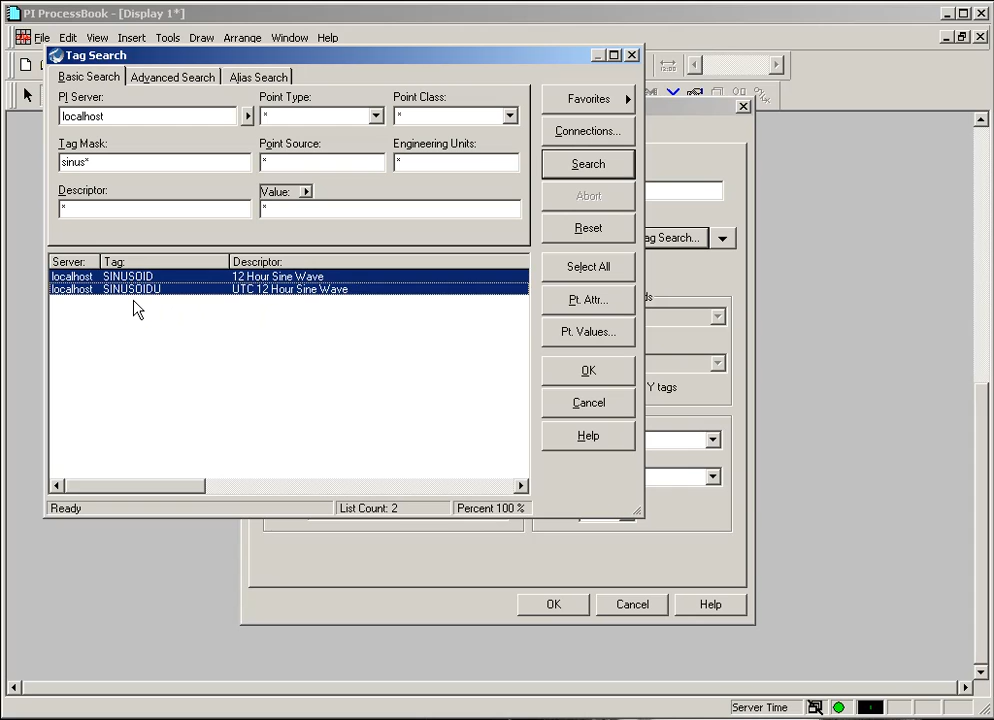 PI ProcessBook - [Display 1*]
File Edit View Insert Tools Draw Arrange Window Help
Tag Search
Basic Search Advanced Search Alias Search
PI Server: Point Type: Point Class:
localhost * *
Tag Mask: Point Source: Engineering Units:
sinus* * *
Descriptor: Value:
* *
Favorites
Connections...
Search
Abort
Reset
Select All
Pt. Attr...
Pt. Values...
OK
Cancel
Help
Server: Tag: Descriptor:
localhost SINUSOID 12 Hour Sine Wave
localhost SINUSOIDU UTC 12 Hour Sine Wave
Ready List Count: 2 Percent 100 %
ag Search...
ds
Y tags
OK Cancel Help
Server Time